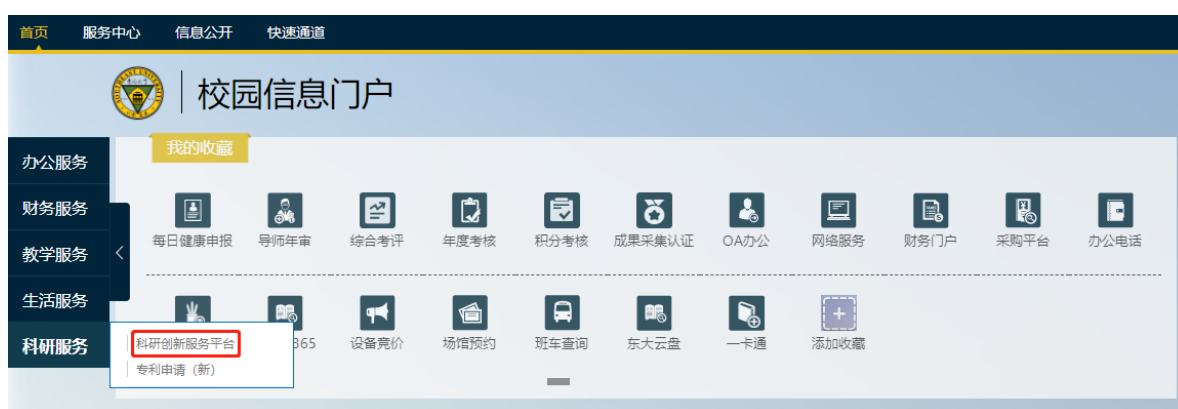 首页 服务中心 信息公开 快速通道
校园信息门户
我的收藏
办公服务
财务服务
教学服务
生活服务
科研服务
每日健康申报 导师年审 综合考评 年度考核 积分考核 成果采集认证 OA办公 网络服务 财务门户 采购平台 办公电话
365 设备竞价 场馆预约 班车查询 东大云盘 一卡通 添加收藏
科研创新服务平台
专利申请（新）